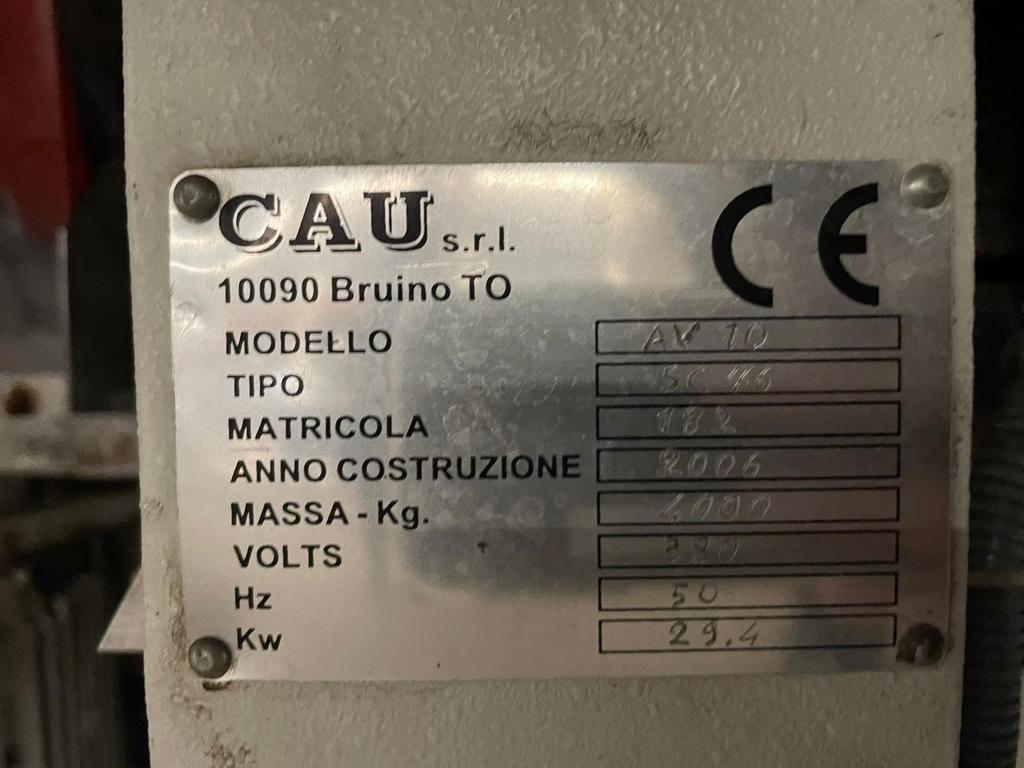 CAU s.r.l.
CE
10090 Bruino TO
MODELLO AV 10
TIPO SC
MATRICOLA 182
ANNO COSTRUZIONE 2006
MASSA - Kg.
VOLTS 380
Hz 50
Kw 29.4